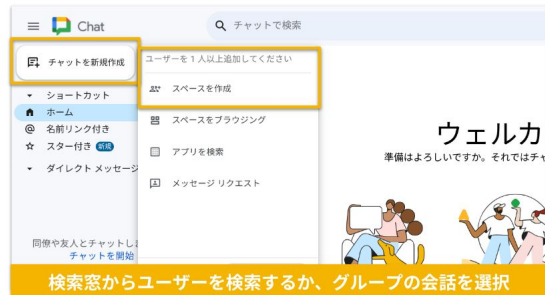 Chat
チャットで検索
チャットを新規作成
ユーザーを 1 人以上追加してください
スペースを作成
ショートカット
ホーム
スペースをブラウジング
名前リンク付き
スター付き 新規
アプリを検索
ダイレクト メッセージ
メッセージ リクエスト
ウェルカ
準備はよろしいですか。それではチャ
同僚や友人とチャットしま
チャットを開始
検索窓からユーザーを検索するか、グループの会話を選択